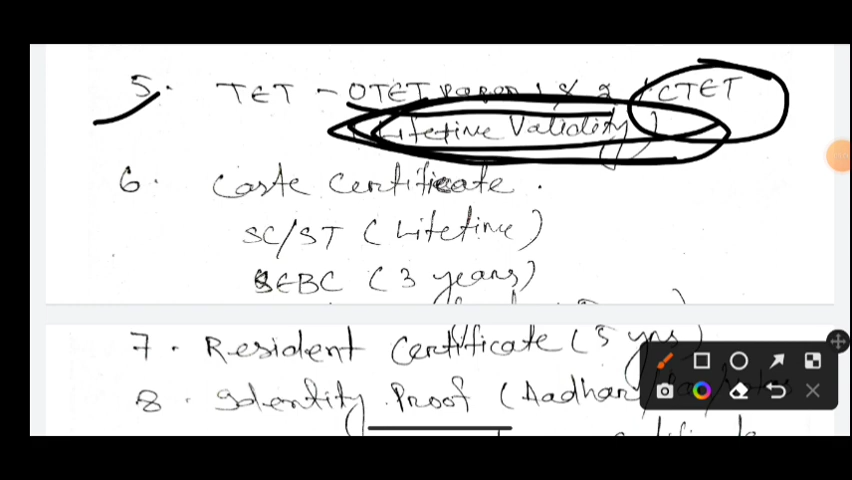 5. TET - OTET Paper 1 & 2 / CTET
(Lifetime Validity)
6. Caste Certificate.
SC/ST (Lifetime)
SEBC (3 years)
7. Resident Certificate (5 yrs)
8. Identity Proof (Aadhar/